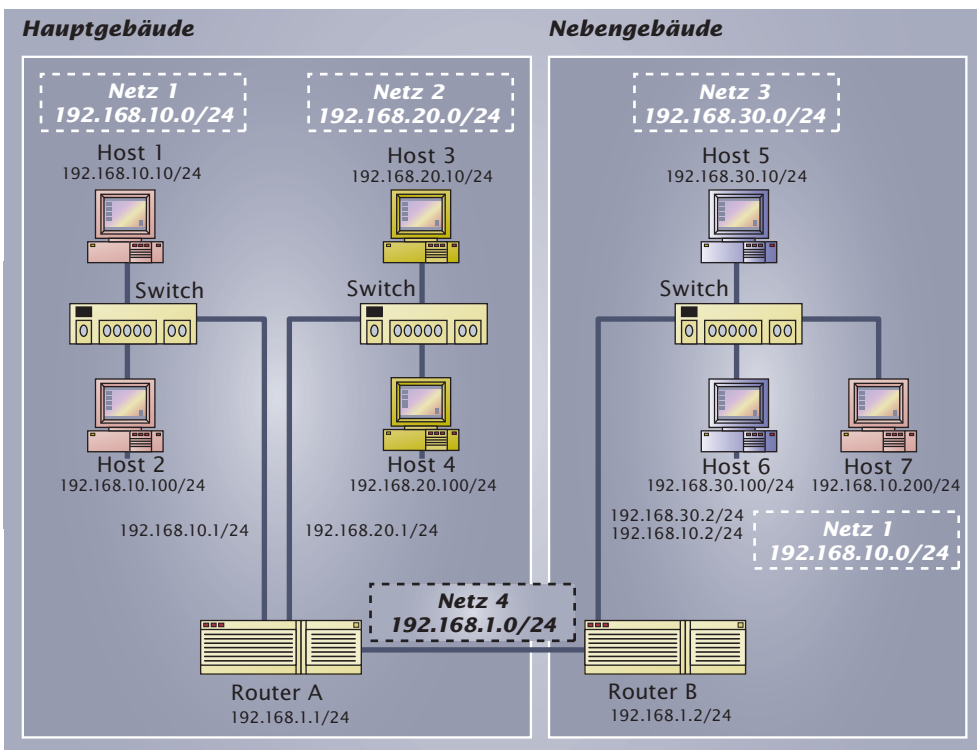 Hauptgebäude
Nebengebäude
Netz 1
192.168.10.0/24
Netz 2
192.168.20.0/24
Netz 3
192.168.30.0/24
Host 1
192.168.10.10/24
Host 3
192.168.20.10/24
Host 5
192.168.30.10/24
Switch
Switch
Switch
Host 2
192.168.10.100/24
Host 4
192.168.20.100/24
Host 6
192.168.30.100/24
Host 7
192.168.10.200/24
192.168.10.1/24
192.168.20.1/24
192.168.30.2/24
192.168.10.2/24
Netz 1
192.168.10.0/24
Netz 4
192.168.1.0/24
Router A
192.168.1.1/24
Router B
192.168.1.2/24